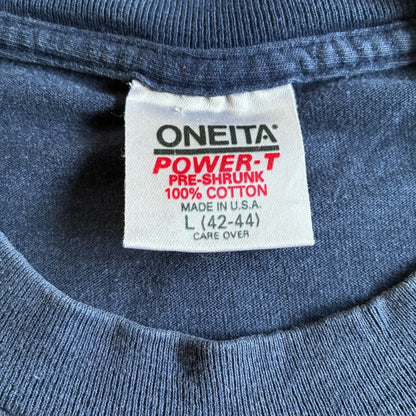 ONEITA®
POWER-T
PRE-SHRUNK
100% COTTON
MADE IN U.S.A.
L (42-44)
CARE OVER